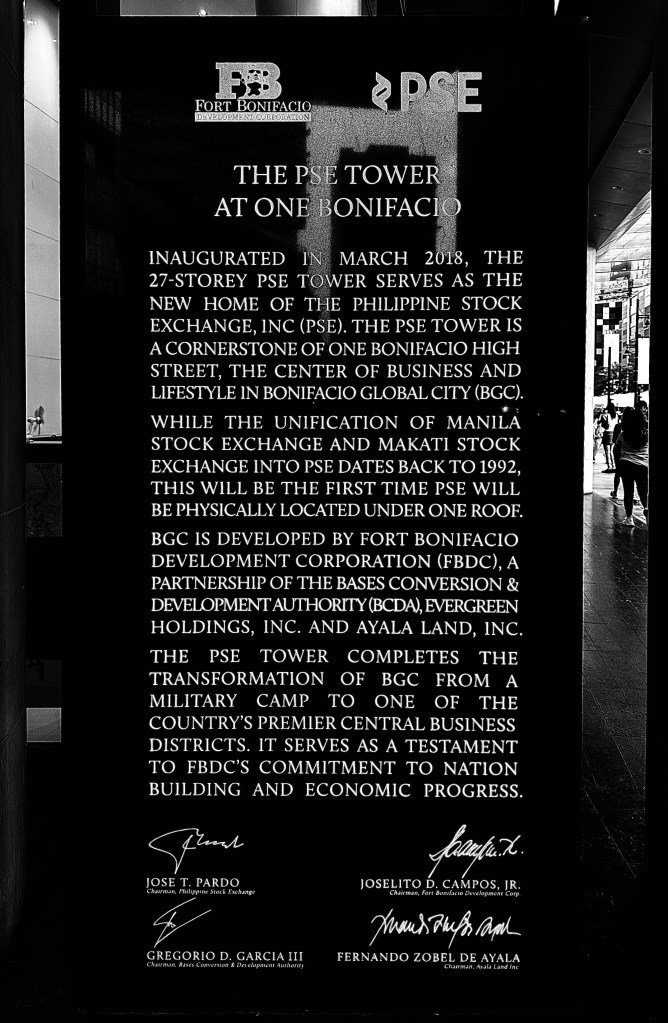 FB
FORT BONIFACIO
DEVELOPMENT CORPORATION
PSE
THE PSE TOWER
AT ONE BONIFACIO
INAUGURATED IN MARCH 2018, THE
27-STOREY PSE TOWER SERVES AS THE
NEW HOME OF THE PHILIPPINE STOCK
EXCHANGE, INC (PSE). THE PSE TOWER IS
A CORNERSTONE OF ONE BONIFACIO HIGH
STREET, THE CENTER OF BUSINESS AND
LIFESTYLE IN BONIFACIO GLOBAL CITY (BGC).
WHILE THE UNIFICATION OF MANILA
STOCK EXCHANGE AND MAKATI STOCK
EXCHANGE INTO PSE DATES BACK TO 1992,
THIS WILL BE THE FIRST TIME PSE WILL
BE PHYSICALLY LOCATED UNDER ONE ROOF.
BGC IS DEVELOPED BY FORT BONIFACIO
DEVELOPMENT CORPORATION (FBDC), A
PARTNERSHIP OF THE BASES CONVERSION &
DEVELOPMENT AUTHORITY (BCDA), EVERGREEN
HOLDINGS, INC. AND AYALA LAND, INC.
THE PSE TOWER COMPLETES THE
TRANSFORMATION OF BGC FROM A
MILITARY CAMP TO ONE OF THE
COUNTRY'S PREMIER CENTRAL BUSINESS
DISTRICTS. IT SERVES AS A TESTAMENT
TO FBDC'S COMMITMENT TO NATION
BUILDING AND ECONOMIC PROGRESS.
JOSE T. PARDO
Chairman, Philippine Stock Exchange
JOSELITO D. CAMPOS, JR.
Chairman, Fort Bonifacio Development Corp.
GREGORIO D. GARCIA III
Chairman, Bases Conversion & Development Authority
FERNANDO ZOBEL DE AYALA
Chairman, Ayala Land Inc